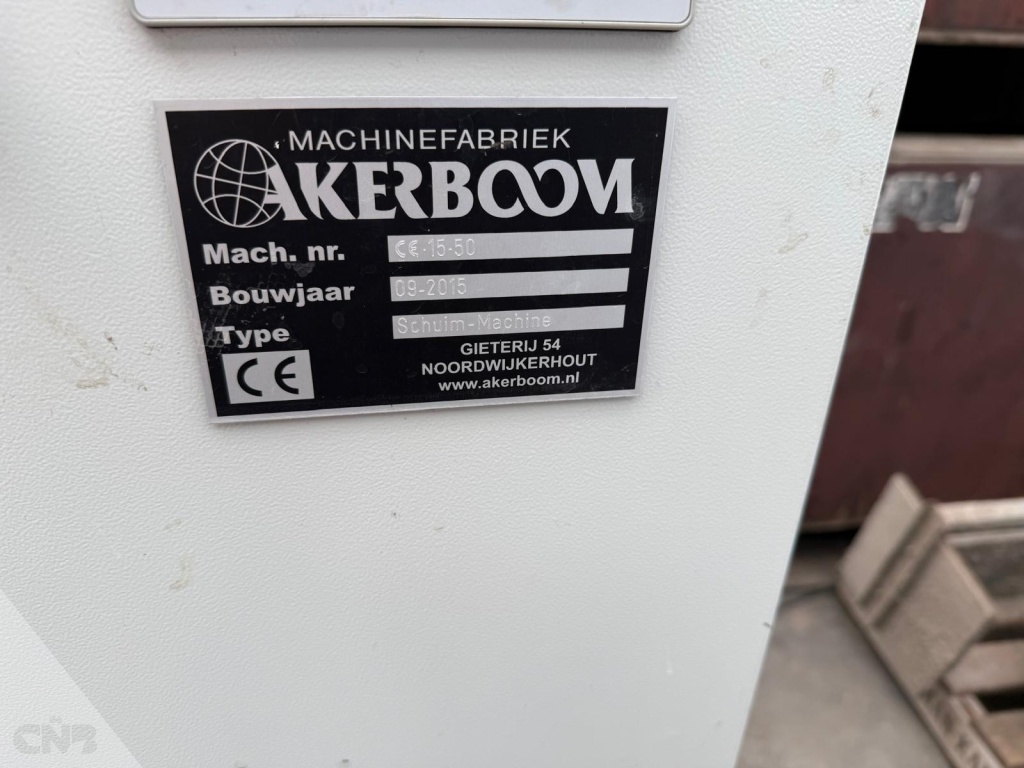 MACHINEFABRIEK
AKERBOOM
Mach. nr. CE-15-50
Bouwjaar 09-2015
Type Schuim-Machine
CE
GIETERIJ 54
NOORDWIJKERHOUT
www.akerboom.nl
CNB